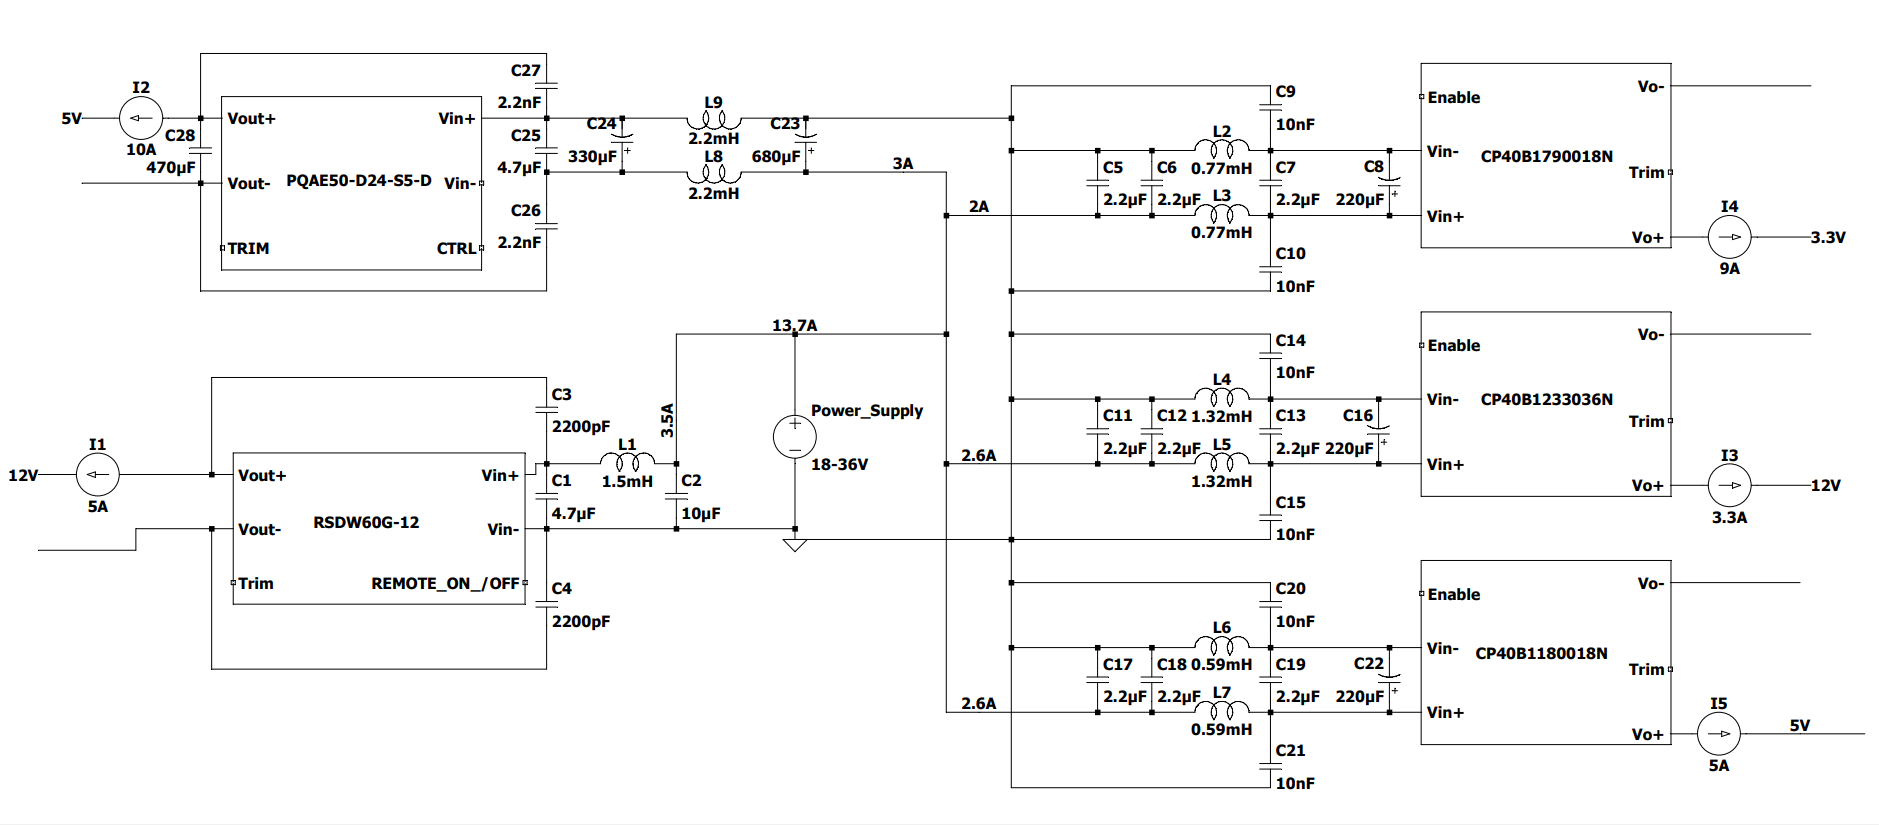 I2
5V
10A
C28
470µF
Vout+
Vin+
Vout-
PQAE50-D24-S5-D
Vin-
TRIM
CTRL
C27
2.2nF
C25
4.7µF
C26
2.2nF
C24
330µF
L9
2.2mH
L8
2.2mH
C23
680µF
3A
2A
13.7A
3.5A
Power_Supply
18-36V
2.6A
2.6A
I1
12V
5A
Vout+
Vin+
RSDW60G-12
Vout-
Vin-
Trim
REMOTE_ON_/OFF
C3
2200pF
C1
4.7µF
C4
2200pF
L1
1.5mH
C2
10µF
C9
10nF
L2
0.77mH
C5
2.2µF
C6
2.2µF
L3
0.77mH
C7
2.2µF
C8
220µF
C10
10nF
Enable
Vo-
Vin-
CP40B1790018N
Trim
Vin+
Vo+
I4
9A
3.3V
C14
10nF
L4
1.32mH
C11
2.2µF
C12
2.2µF
L5
1.32mH
C13
2.2µF
C16
220µF
C15
10nF
Enable
Vo-
Vin-
CP40B1233036N
Trim
Vin+
Vo+
I3
3.3A
12V
C20
10nF
L6
0.59mH
C17
2.2µF
C18
2.2µF
L7
0.59mH
C19
2.2µF
C22
220µF
C21
10nF
Enable
Vo-
Vin-
CP40B1180018N
Trim
Vin+
Vo+
I5
5A
5V